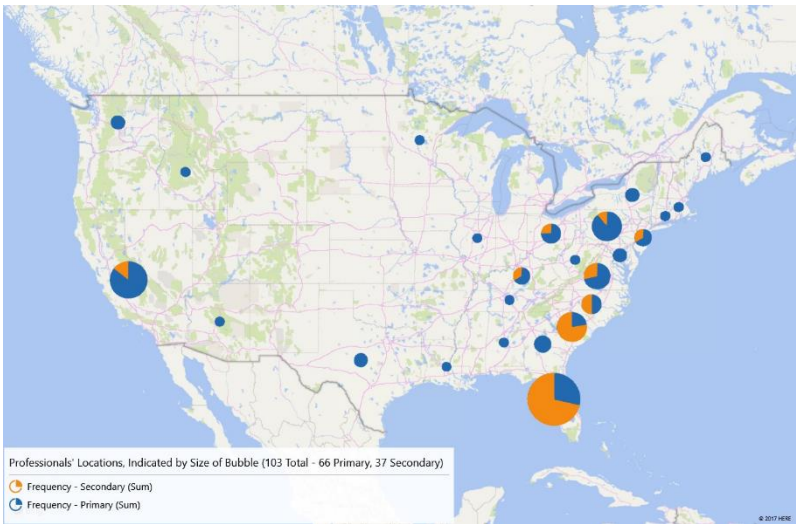 Professionals' Locations, Indicated by Size of Bubble (103 Total - 66 Primary, 37 Secondary)
Frequency - Secondary (Sum)
Frequency - Primary (Sum)
© 2017 HERE